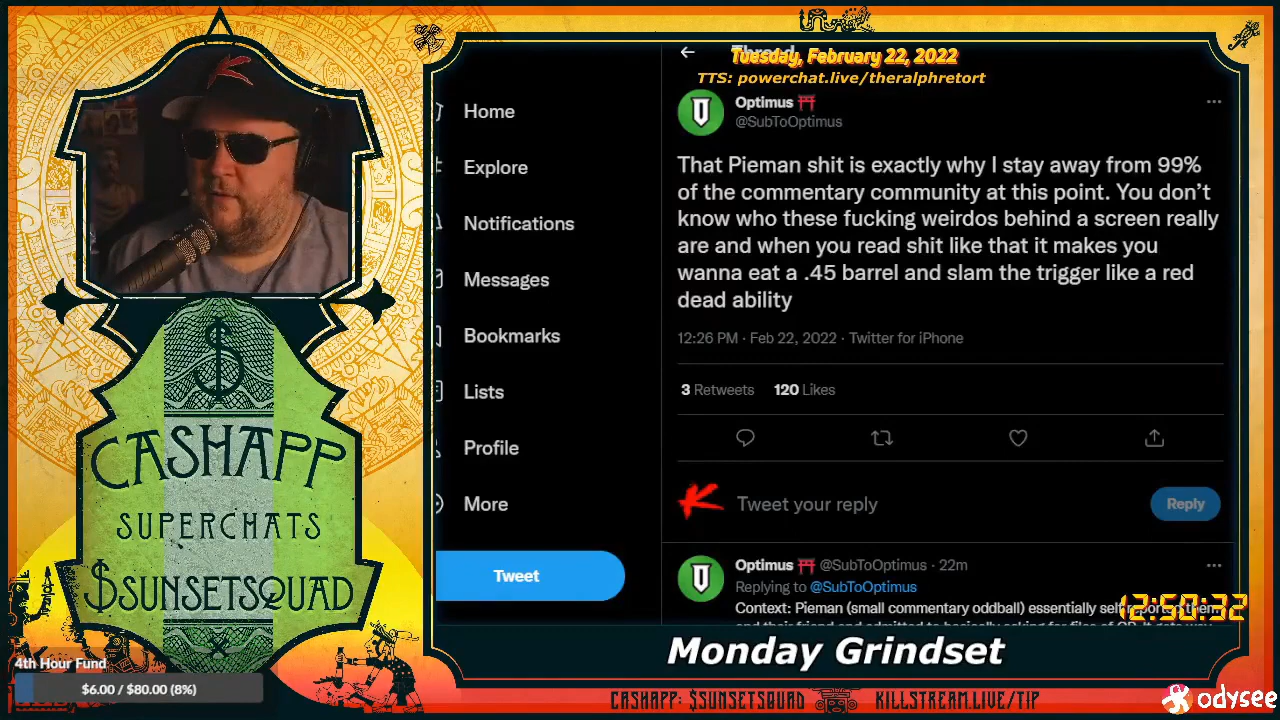 Thread
Tuesday, February 22, 2022
TTS: powerchat.live/theralphretort
Home
Explore
Notifications
Messages
Bookmarks
Lists
Profile
More
Tweet
Optimus
@SubToOptimus
That Pieman shit is exactly why I stay away from 99%
of the commentary community at this point. You don’t
know who these fucking weirdos behind a screen really
are and when you read shit like that it makes you
wanna eat a .45 barrel and slam the trigger like a red
dead ability
12:26 PM · Feb 22, 2022 · Twitter for iPhone
3 Retweets 120 Likes
Tweet your reply
Reply
Optimus @SubToOptimus · 22m
Replying to @SubToOptimus
Context: Pieman (small commentary oddball) essentially self
12:50:32
$
CASHAPP
SUPERCHATS
$SUNSETSQUAD
4th Hour Fund
$6.00 / $80.00 (8%)
Monday Grindset
CASHAPP: $SUNSETSQUAD KILLSTREAM.LIVE/TIP
odysee